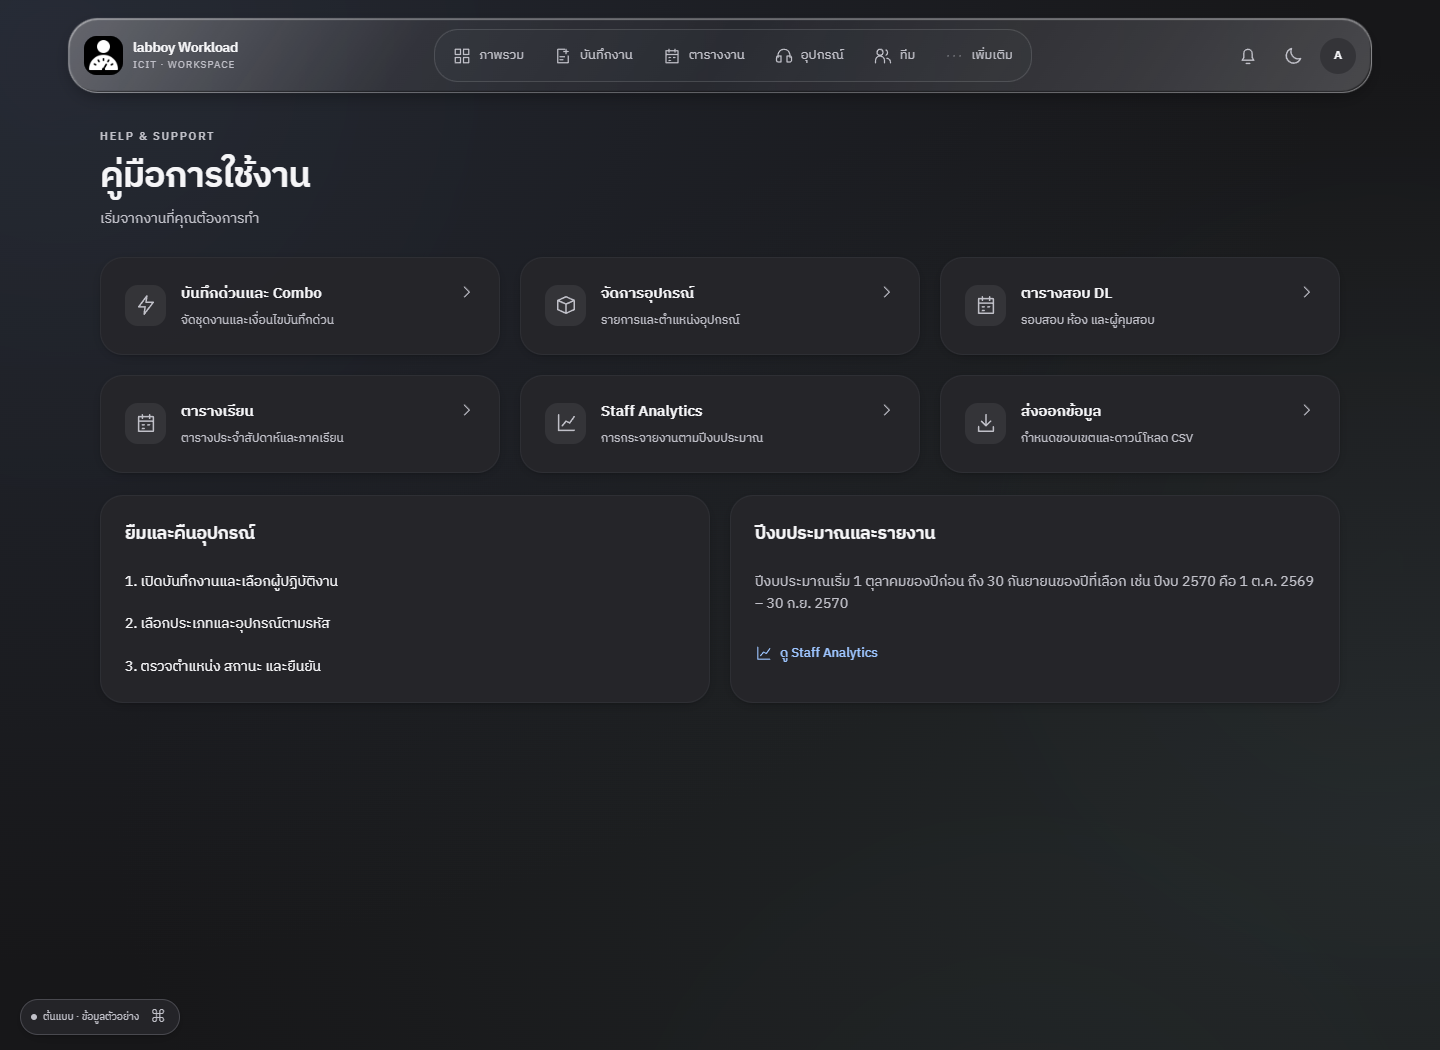 labboy Workload
ICIT · WORKSPACE
ภาพรวม
บันทึกงาน
ตารางงาน
อุปกรณ์
ทีม
เพิ่มเติม
A
HELP & SUPPORT
คู่มือการใช้งาน
เริ่มจากงานที่คุณต้องการทำ
บันทึกด่วนและ Combo
จัดชุดงานและเงื่อนไขบันทึกด่วน
จัดการอุปกรณ์
รายการและตำแหน่งอุปกรณ์
ตารางสอบ DL
รอบสอบ ห้อง และผู้คุมสอบ
ตารางเรียน
ตารางประจำสัปดาห์และภาคเรียน
Staff Analytics
การกระจายงานตามปีงบประมาณ
ส่งออกข้อมูล
กำหนดขอบเขตและดาวน์โหลด CSV
ยืมและคืนอุปกรณ์
1. เปิดบันทึกงานและเลือกผู้ปฏิบัติงาน
2. เลือกประเภทและอุปกรณ์ตามรหัส
3. ตรวจตำแหน่ง สถานะ และยืนยัน
ปีงบประมาณและรายงาน
ปีงบประมาณเริ่ม 1 ตุลาคมของปีก่อน ถึง 30 กันยายนของปีที่เลือก เช่น ปีงบ 2570 คือ 1 ต.ค. 2569
– 30 ก.ย. 2570
ดู Staff Analytics
ต้นแบบ · ข้อมูลตัวอย่าง ⌘